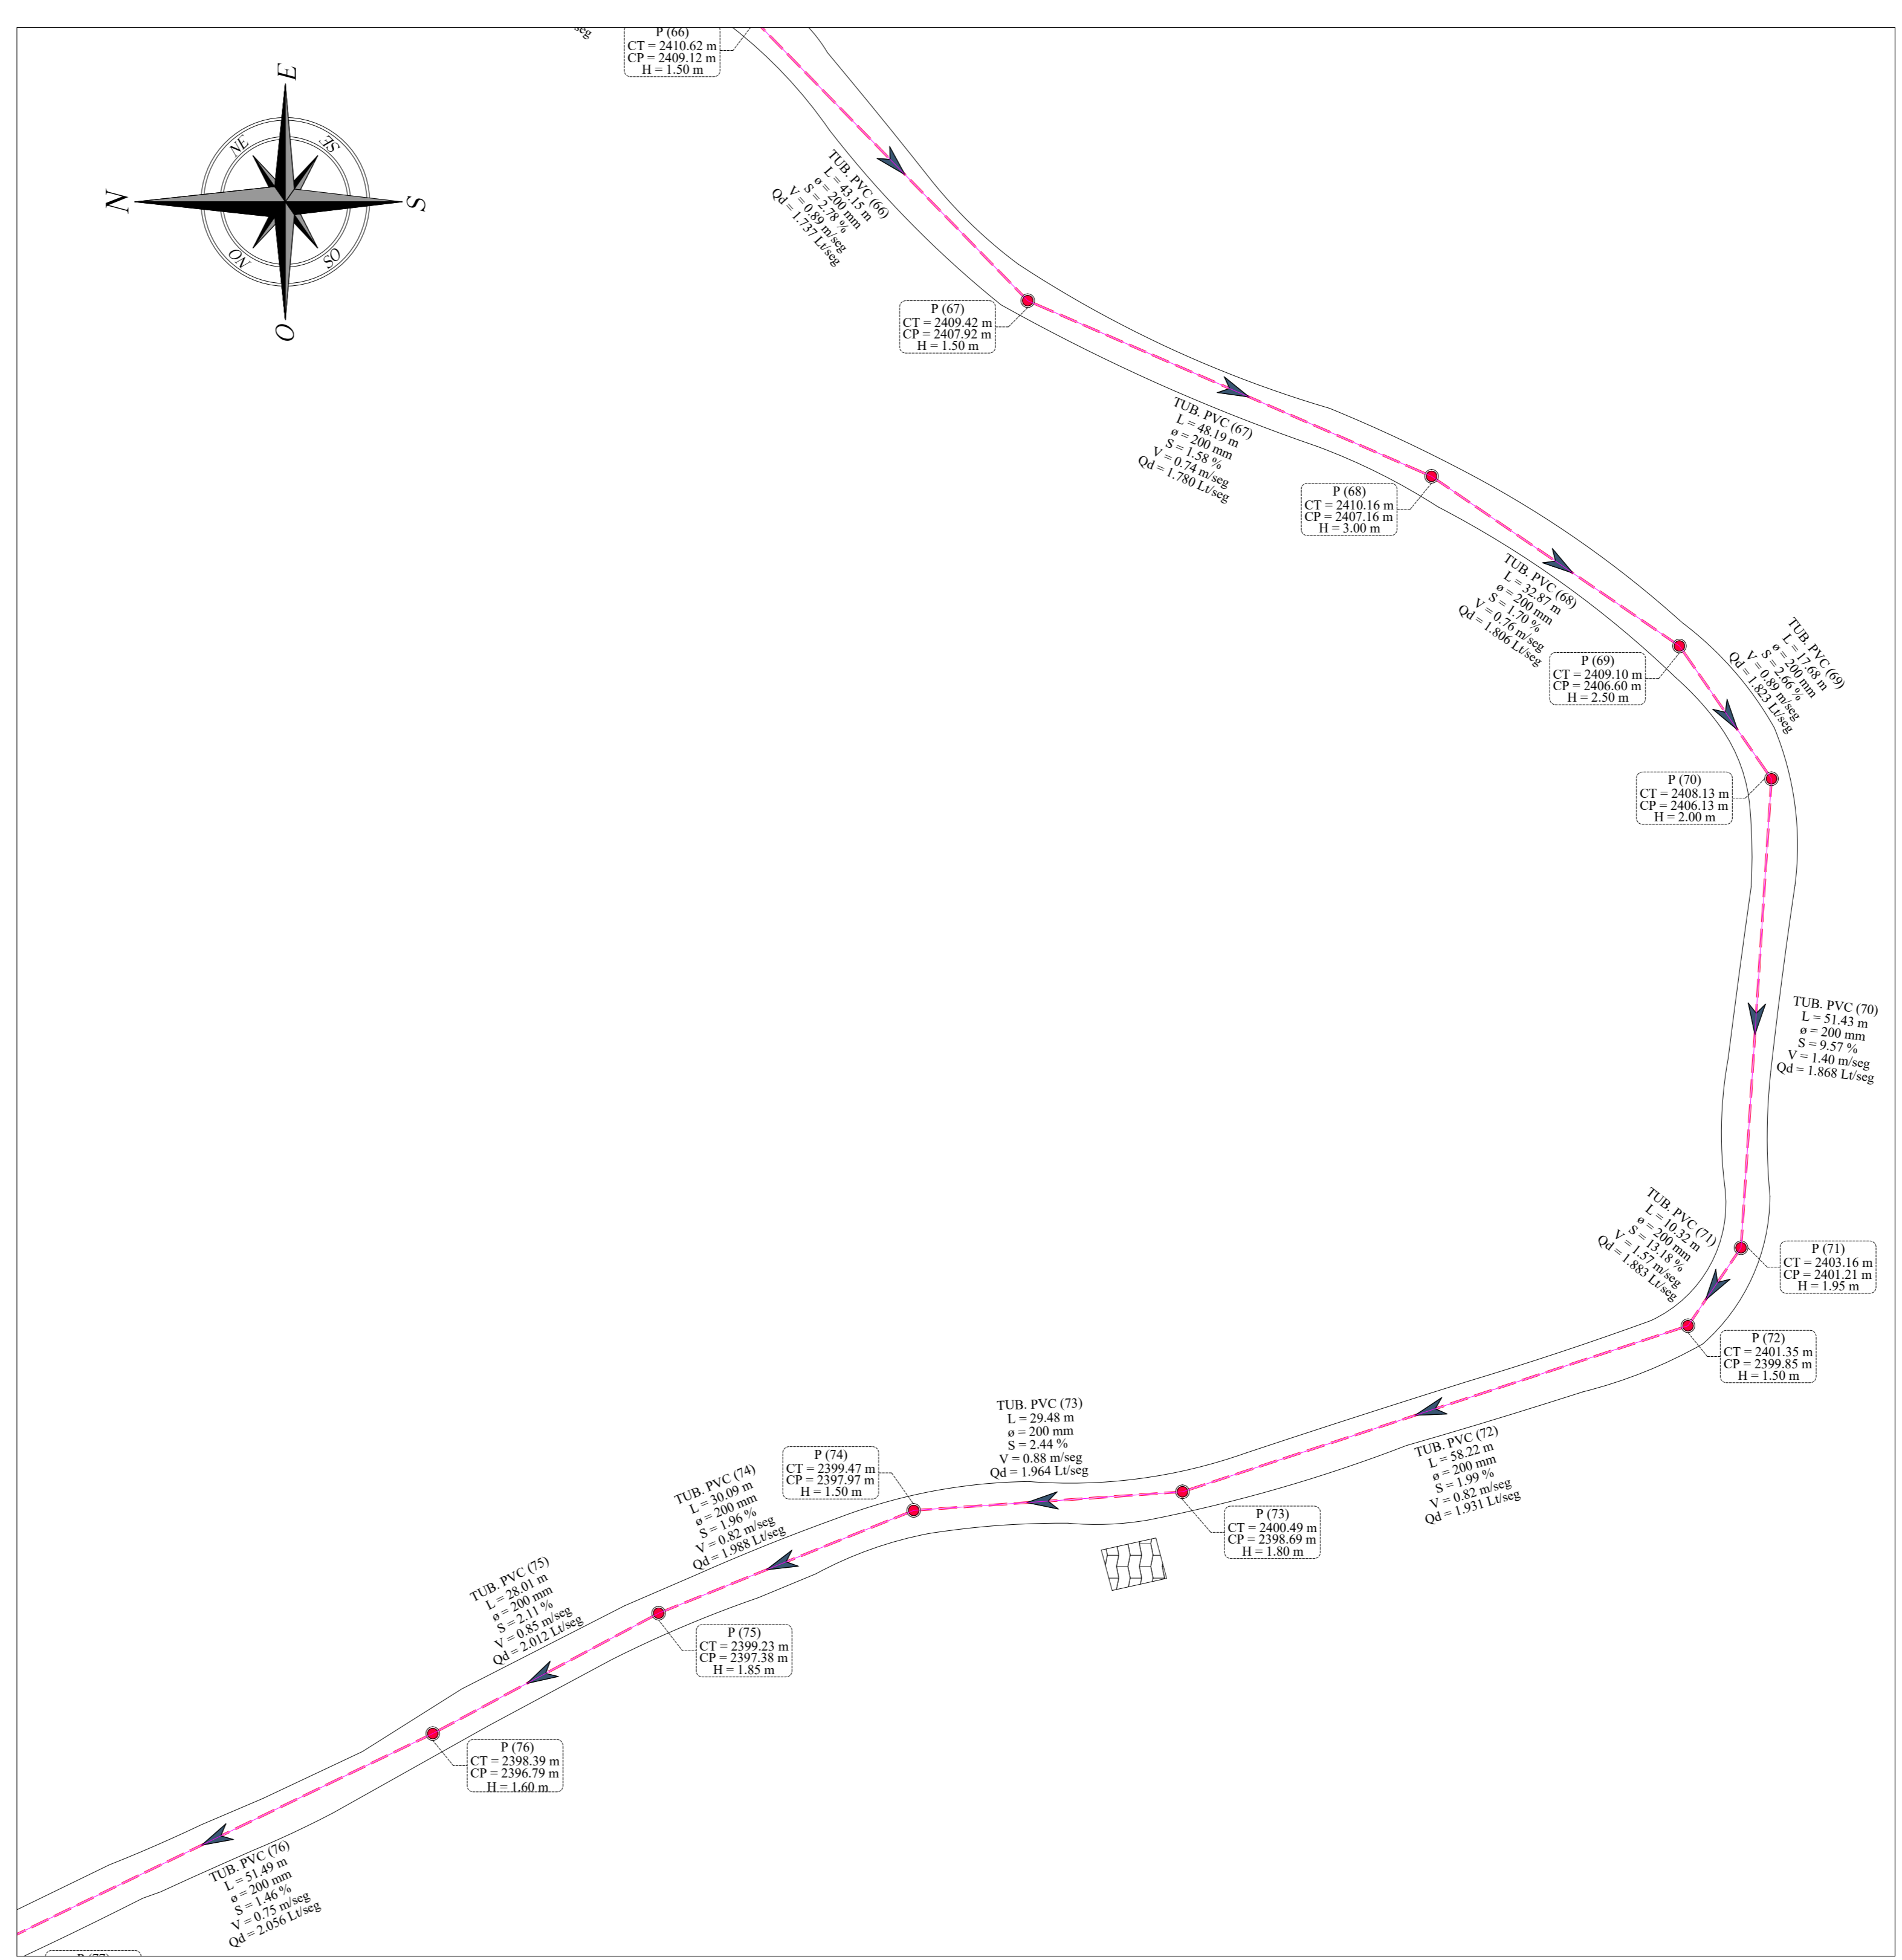 seg
P (66)
CT = 2410.62 m
CP = 2409.12 m
H = 1.50 m
E
NE
SE
N
S
NO
SO
O
TUB. PVC (66)
L = 43.15 m
ø = 200 mm
S = 2.78 %
V = 0.89 m/seg
Qd = 1.737 Lt/seg
P (67)
CT = 2409.42 m
CP = 2407.92 m
H = 1.50 m
TUB. PVC (67)
L = 48.19 m
ø = 200 mm
S = 1.58 %
V = 0.74 m/seg
Qd = 1.780 Lt/seg
P (68)
CT = 2410.16 m
CP = 2407.16 m
H = 3.00 m
TUB. PVC (68)
L = 32.87 m
ø = 200 mm
S = 1.70 %
V = 0.76 m/seg
Qd = 1.806 Lt/seg
P (69)
CT = 2409.10 m
CP = 2406.60 m
H = 2.50 m
TUB. PVC (69)
L = 17.68 m
ø = 200 mm
S = 2.66 %
V = 0.89 m/seg
Qd = 1.823 Lt/seg
P (70)
CT = 2408.13 m
CP = 2406.13 m
H = 2.00 m
TUB. PVC (70)
L = 51.43 m
ø = 200 mm
S = 9.57 %
V = 1.40 m/seg
Qd = 1.868 Lt/seg
TUB. PVC (71)
L = 10.32 m
ø = 200 mm
S = 13.18 %
V = 1.57 m/seg
Qd = 1.883 Lt/seg
P (71)
CT = 2403.16 m
CP = 2401.21 m
H = 1.95 m
P (72)
CT = 2401.35 m
CP = 2399.85 m
H = 1.50 m
TUB. PVC (72)
L = 58.22 m
ø = 200 mm
S = 1.99 %
V = 0.82 m/seg
Qd = 1.931 Lt/seg
TUB. PVC (73)
L = 29.48 m
ø = 200 mm
S = 2.44 %
V = 0.88 m/seg
Qd = 1.964 Lt/seg
P (73)
CT = 2400.49 m
CP = 2398.69 m
H = 1.80 m
P (74)
CT = 2399.47 m
CP = 2397.97 m
H = 1.50 m
TUB. PVC (74)
L = 30.09 m
ø = 200 mm
S = 1.96 %
V = 0.82 m/seg
Qd = 1.988 Lt/seg
P (75)
CT = 2399.23 m
CP = 2397.38 m
H = 1.85 m
TUB. PVC (75)
L = 28.01 m
ø = 200 mm
S = 2.11 %
V = 0.85 m/seg
Qd = 2.012 Lt/seg
P (76)
CT = 2398.39 m
CP = 2396.79 m
H = 1.60 m
TUB. PVC (76)
L = 51.49 m
ø = 200 mm
S = 1.46 %
V = 0.75 m/seg
Qd = 2.056 Lt/seg